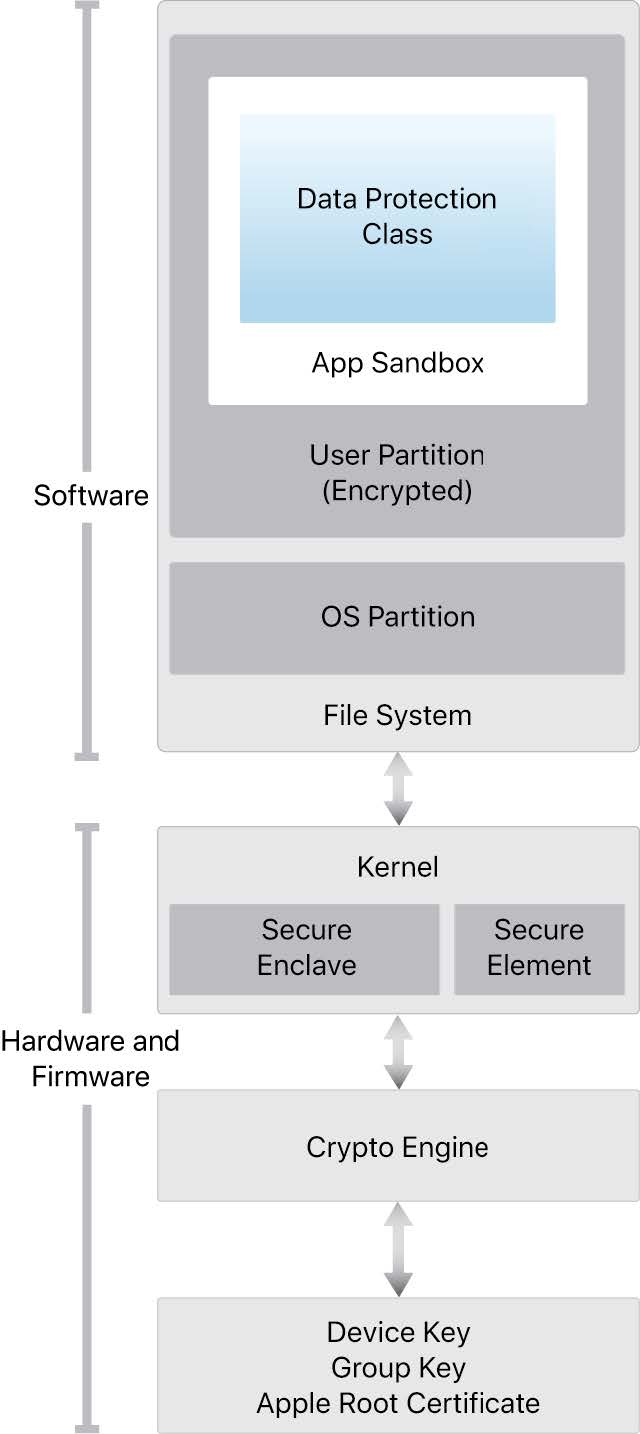 Data Protection
Class
App Sandbox
User Partition
(Encrypted)
Software
OS Partition
File System
Kernel
Secure
Enclave
Secure
Element
Hardware and
Firmware
Crypto Engine
Device Key
Group Key
Apple Root Certificate